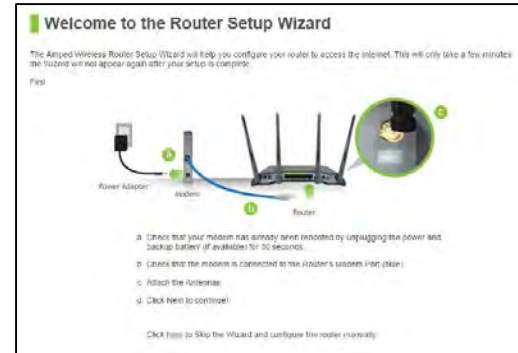 Welcome to the Router Setup Wizard
The Amped Wireless Router Setup Wizard will help you configure your router to access the Internet. This will only take a few minutes
the Wizard will not appear again after your setup is complete.
First
c
a
Power Adapter
Modem
b
Router
a. Check that your modem has already been rebooted by unplugging the power and
backup battery (if available) for 30 seconds.
b. Check that the modem is connected to the Router's Modem Port (blue)
c. Attach the Antennas
d. Click Next to continue!
Click here to Skip the Wizard and configure the router manually.